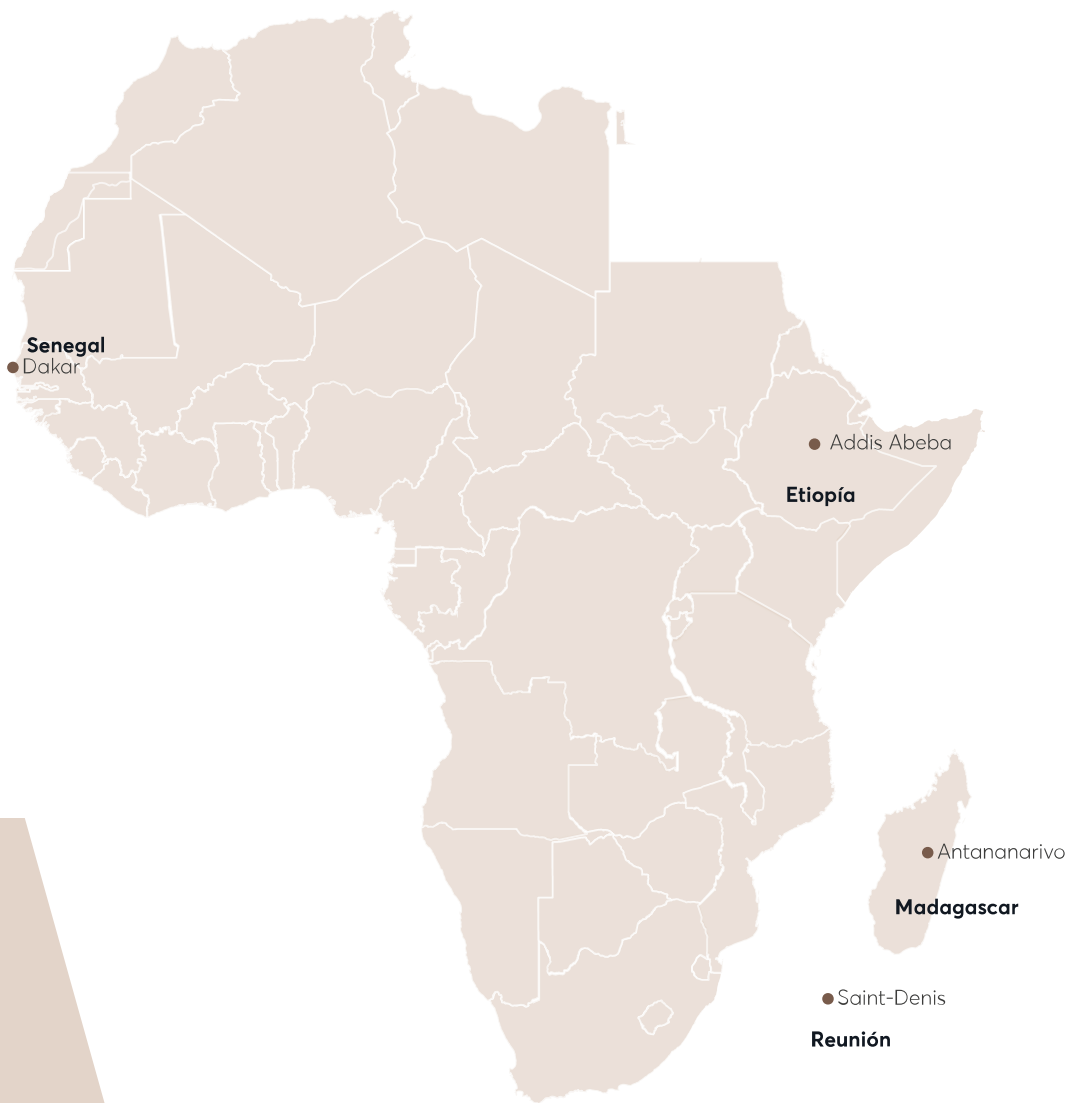 Senegal
Dakar
Addis Abeba
Etiopía
Antananarivo
Madagascar
Saint-Denis
Reunión